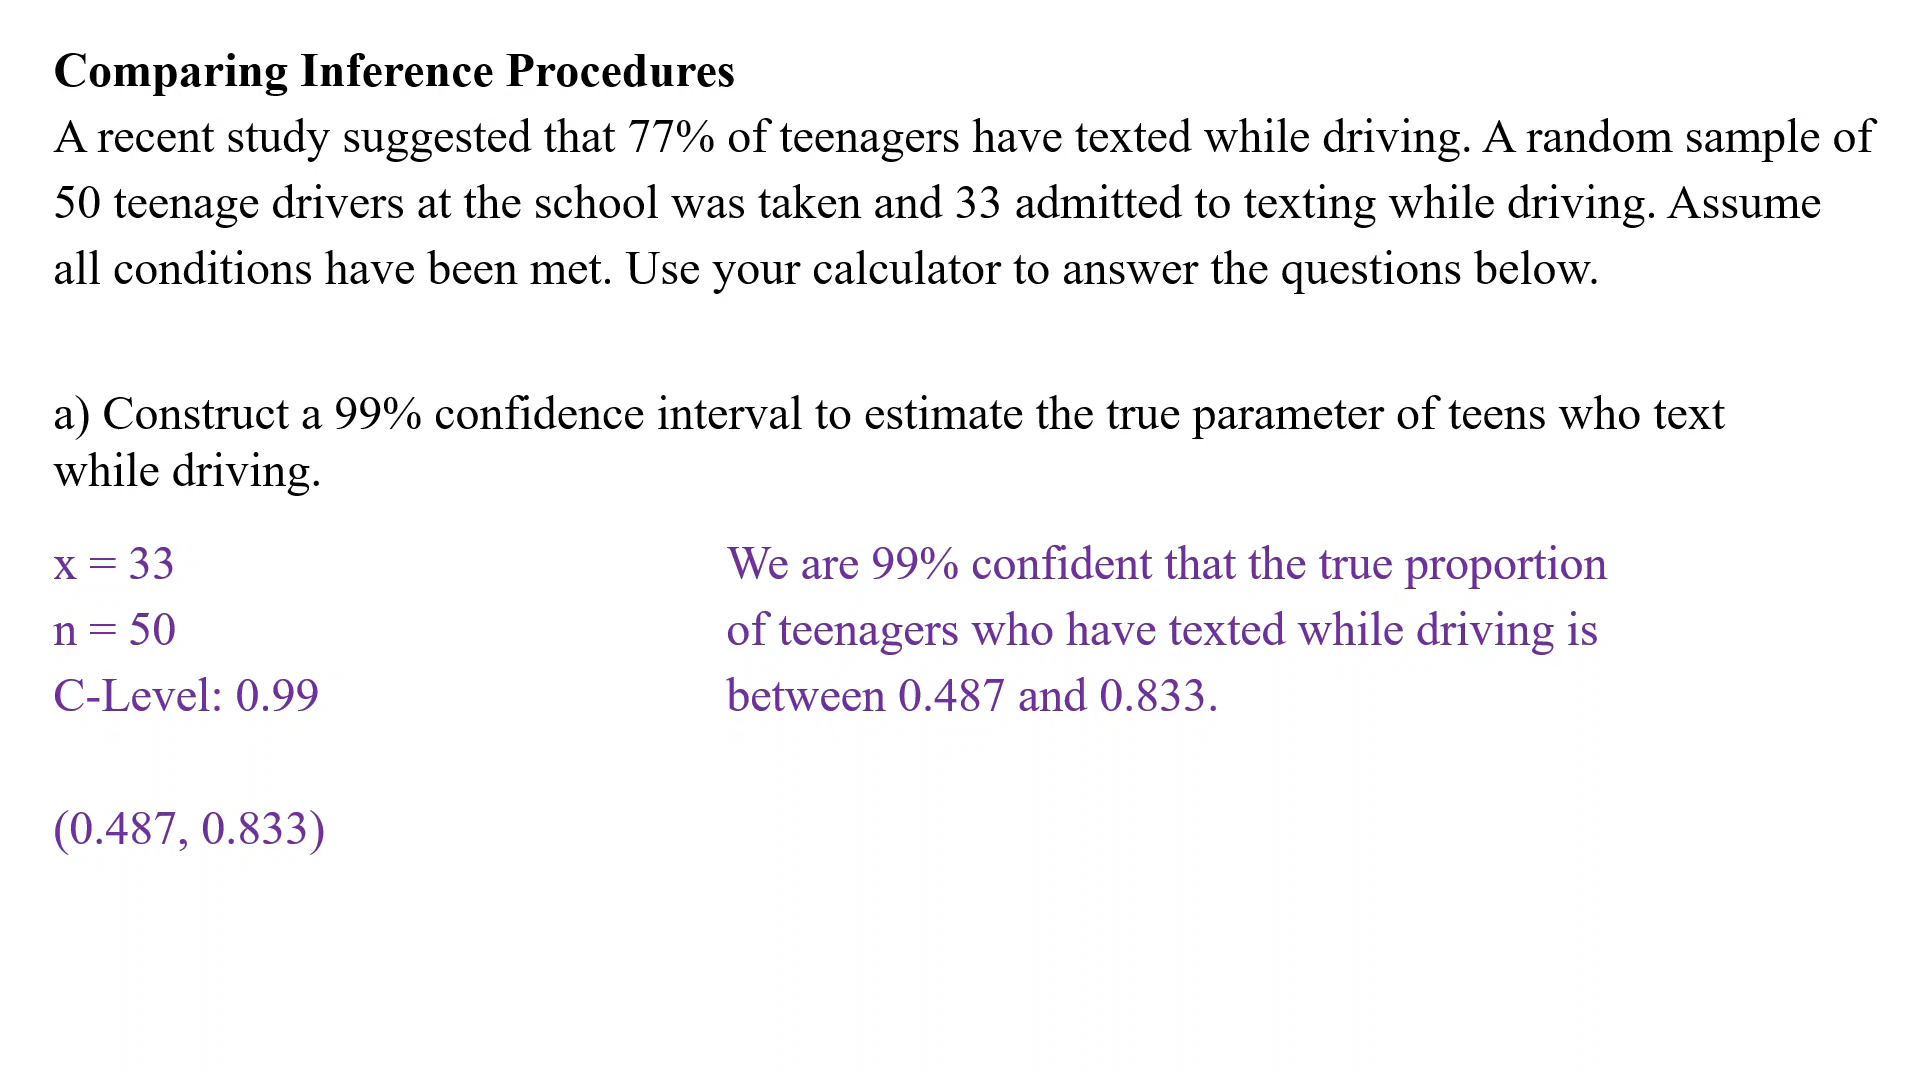 Comparing Inference Procedures
A recent study suggested that 77% of teenagers have texted while driving. A random sample of
50 teenage drivers at the school was taken and 33 admitted to texting while driving. Assume
all conditions have been met. Use your calculator to answer the questions below.
a) Construct a 99% confidence interval to estimate the true parameter of teens who text
while driving.
x = 33
n = 50
C-Level: 0.99
(0.487, 0.833)
We are 99% confident that the true proportion
of teenagers who have texted while driving is
between 0.487 and 0.833.